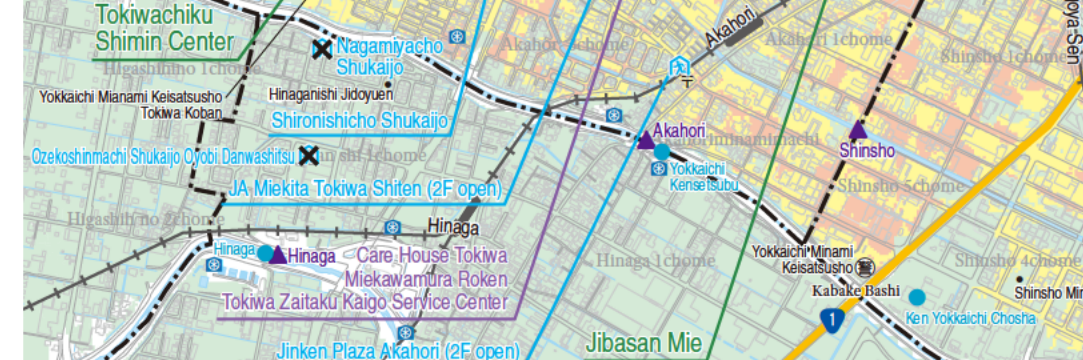 Tokiwachiku
Shimin Center
Higashihino 1chome
Nagamiyacho
Shukaijo
Akahori
Akahori 1chome
Shinsho 1chome
Yokkaichi Mianami Keisatsusho
Tokiwa Koban
Hinaganishi Jidoyuen
Shironishicho Shukaijo
Akahori
Akahoriminamimachi
Shinsho
Ozekoshinmachi Shukaijo Oyobi Danwashitsu
shi 1chome
Yokkaichi
Kensetsubu
JA Miekita Tokiwa Shiten (2F open)
Shinsho 5chome
Higashihino 2chome
Hinaga
Hinaga
Hinaga
Care House Tokiwa
Miekawamura Roken
Tokiwa Zaitaku Kaigo Service Center
Hinaga 1chome
Yokkaichi Minami
Keisatsusho
Shinsho 4chome
Kabake Bashi
Shinsho Mi
1
Ken Yokkaichi Chosha
Jinken Plaza Akahori (2F open)
Jibasan Mie